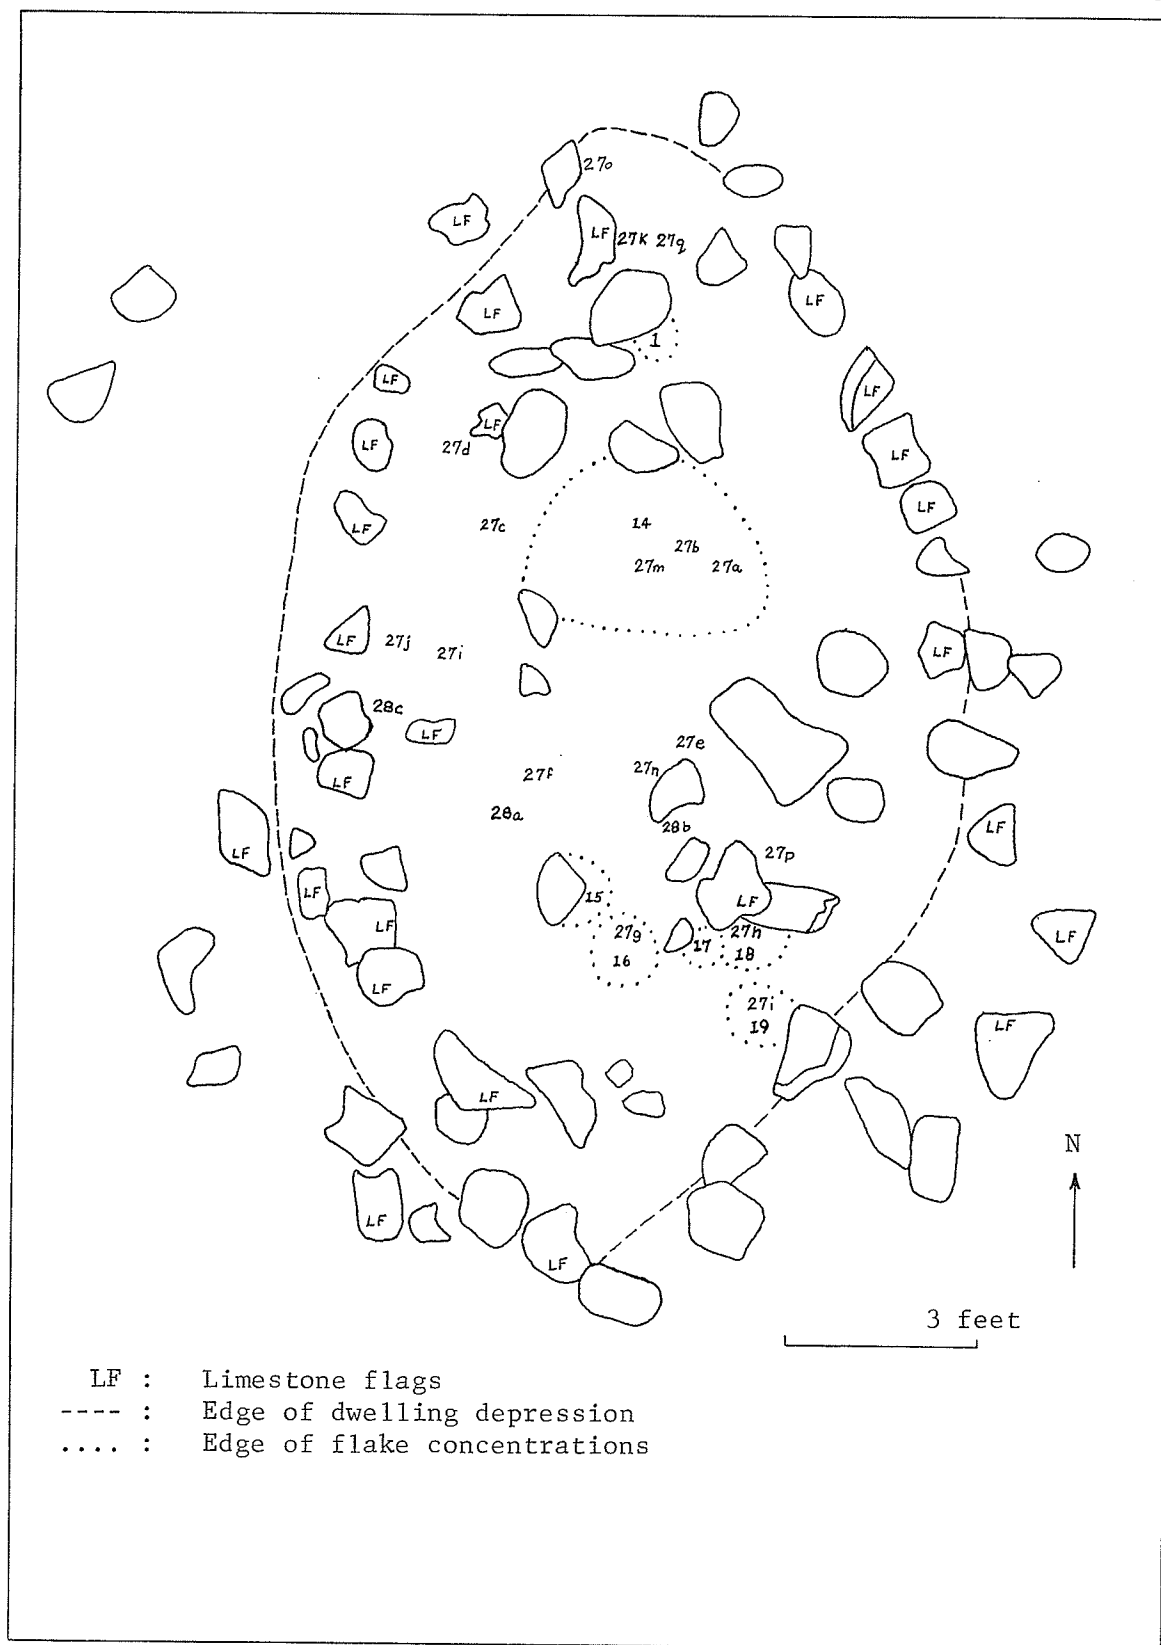 27o
LF
LF
27k 27q
LF
LF
1
LF
LF
LF
27d
LF
LF
LF
27c
14
LF
27b
27m
27a
LF
27j
27i
LF
28c
LF
27e
27f
27n
LF
28a
28b
LF
LF
27p
LF
15
LF
LF
27g
27h
17
18
LF
16
LF
27i
19
LF
LF
N
LF
LF
3 feet
LF : Limestone flags
---- : Edge of dwelling depression
.... : Edge of flake concentrations